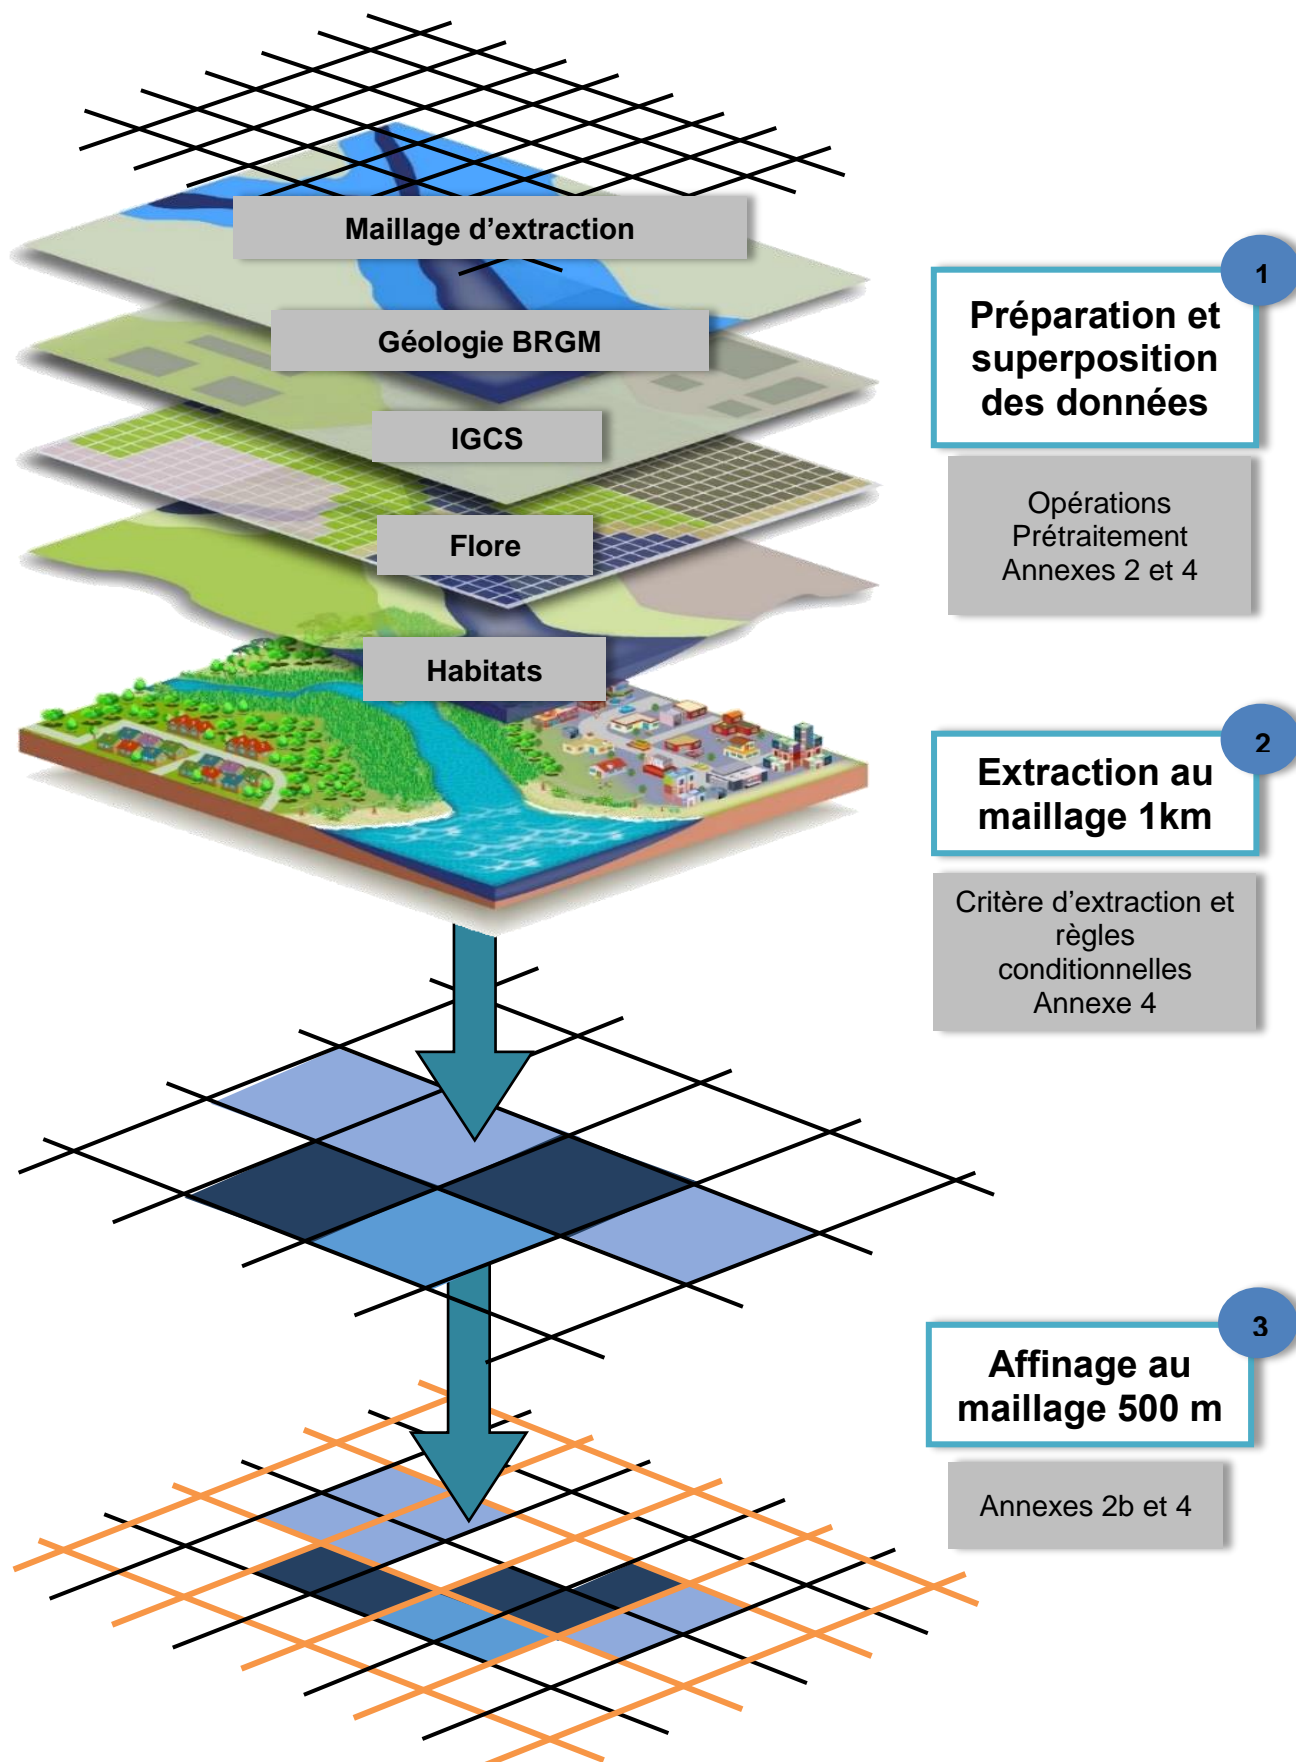 Maillage d’extraction
Géologie BRGM
IGCS
Flore
Habitats
1
Préparation et
superposition
des données
Opérations
Prétraitement
Annexes 2 et 4
2
Extraction au
maillage 1km
Critère d’extraction et
règles
conditionnelles
Annexe 4
3
Affinage au
maillage 500 m
Annexes 2b et 4